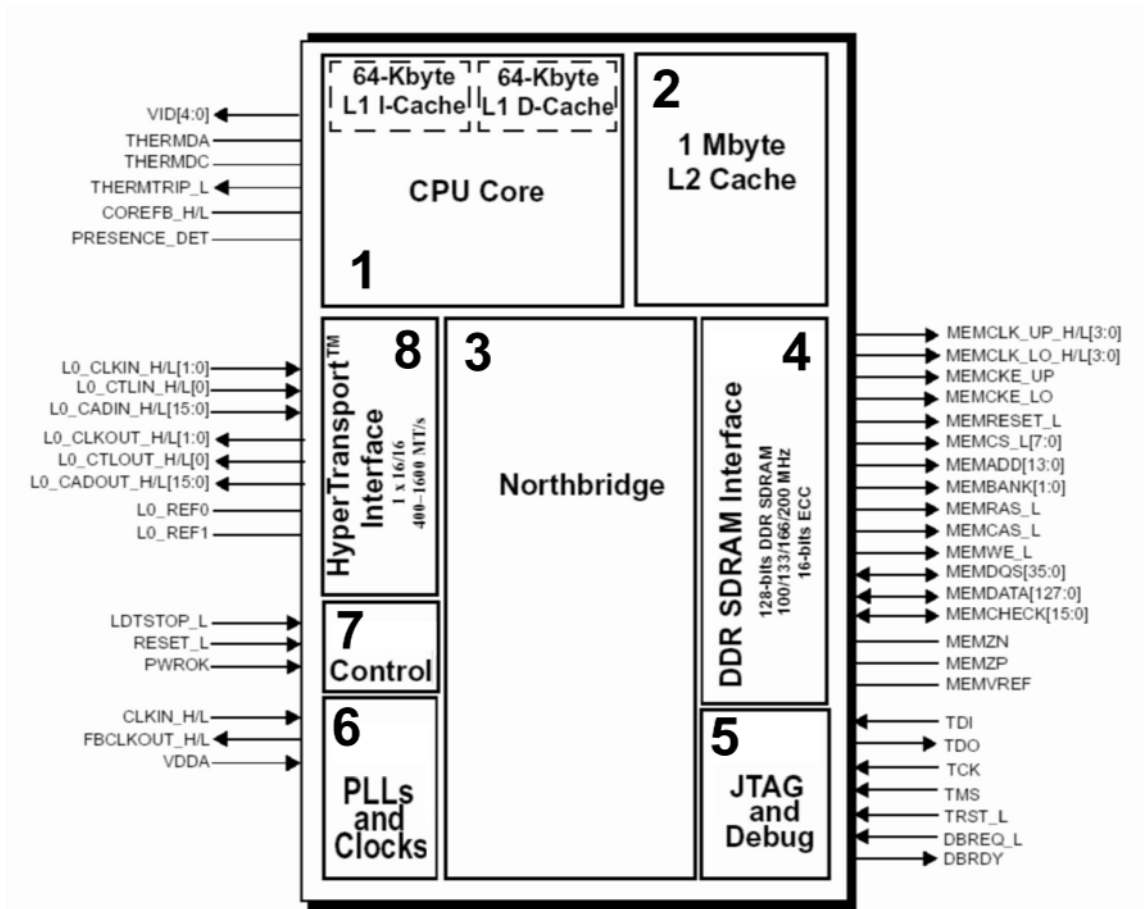 VID[4:0]
THERMDA
THERMDC
THERMTRIP_L
COREFB_H/L
PRESENCE_DET
L0_CLKIN_H/L[1:0]
L0_CTLIN_H/L[0]
L0_CADIN_H/L[15:0]
L0_CLKOUT_H/L[1:0]
L0_CTLOUT_H/L[0]
L0_CADOUT_H/L[15:0]
L0_REF0
L0_REF1
LDTSTOP_L
RESET_L
PWROK
CLKIN_H/L
FBCLKOUT_H/L
VDDA
64-Kbyte
L1 I-Cache
64-Kbyte
L1 D-Cache
CPU Core
1
2
1 Mbyte
L2 Cache
8
HyperTransport™
Interface
1 x 16/16
400–1600 MT/s
3
Northbridge
4
DDR SDRAM Interface
128-bits DDR SDRAM
100/133/166/200 MHz
16-bits ECC
7
Control
6
PLLs
and
Clocks
5
JTAG
and
Debug
MEMCLK_UP_H/L[3:0]
MEMCLK_LO_H/L[3:0]
MEMCKE_UP
MEMCKE_LO
MEMRESET_L
MEMCS_L[7:0]
MEMADD[13:0]
MEMBANK[1:0]
MEMRAS_L
MEMCAS_L
MEMWE_L
MEMDQS[35:0]
MEMDATA[127:0]
MEMCHECK[15:0]
MEMZN
MEMZP
MEMVREF
TDI
TDO
TCK
TMS
TRST_L
DBREQ_L
DBRDY